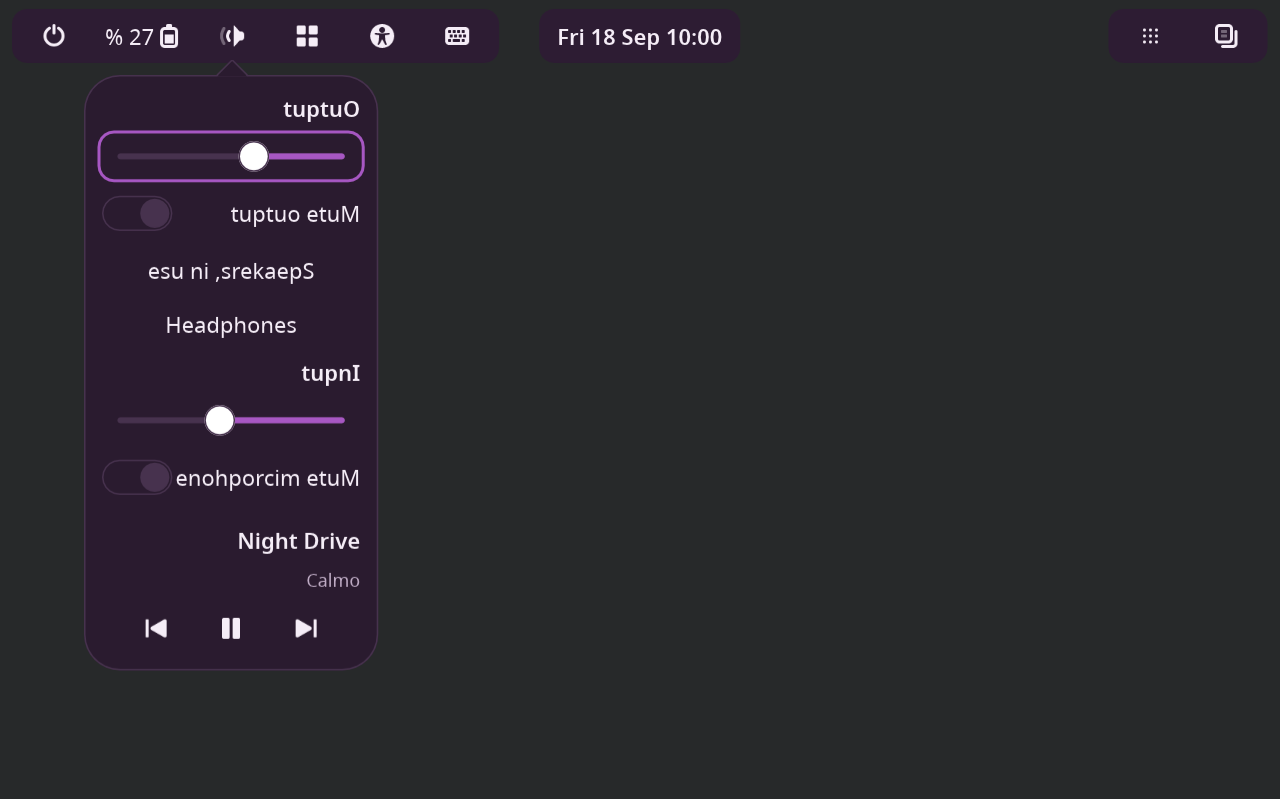 % 27
Fri 18 Sep 10:00
tuptuO
tuptuo etuM
esu ni ,srekaepS
Headphones
tupnI
enohporcim etuM
Night Drive
Calmo